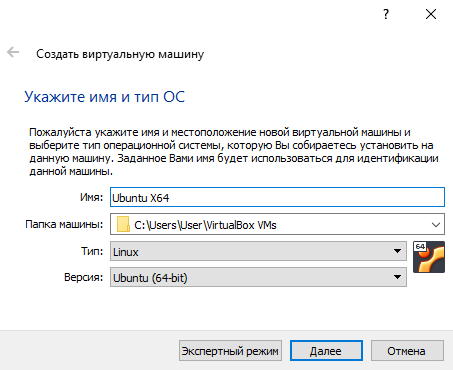 ?
Создать виртуальную машину
Укажите имя и тип ОС
Пожалуйста укажите имя и местоположение новой виртуальной машины и
выберите тип операционной системы, которую Вы собираетесь установить на
данную машину. Заданное Вами имя будет использоваться для идентификации
данной машины.
Имя: Ubuntu X64
Папка машины: C:\Users\User\VirtualBox VMs
Тип: Linux
64
Версия: Ubuntu (64-bit)
Экспертный режим Далее Отмена